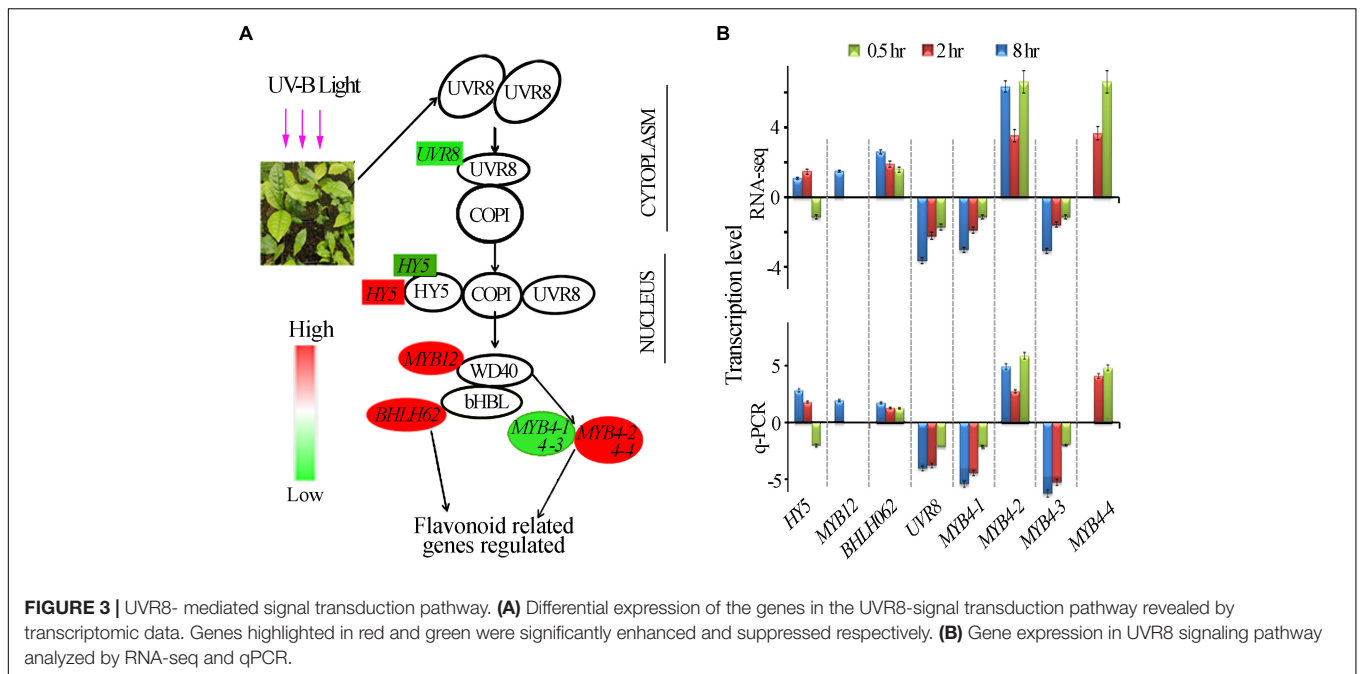 A
UV-B Light
UVR8
UVR8
UVR8
UVR8
COPI
CYTOPLASM
HY5
HY5
HY5
COPI
UVR8
NUCLEUS
High
Low
MYB12
WD40
BHLH62
bHBL
MYB4-1
4-3
MYB4-2
4-4
Flavonoid related
genes regulated
B
0.5 hr 2 hr 8 hr
Transcription level
RNA-seq
4
0
-4
q-PCR
5
0
-5
HY5 MYB12 BHLH062 UVR8 MYB4-1 MYB4-2 MYB4-3 MYB4-4
FIGURE 3 | UVR8- mediated signal transduction pathway. (A) Differential expression of the genes in the UVR8-signal transduction pathway revealed by
transcriptomic data. Genes highlighted in red and green were significantly enhanced and suppressed respectively. (B) Gene expression in UVR8 signaling pathway
analyzed by RNA-seq and qPCR.